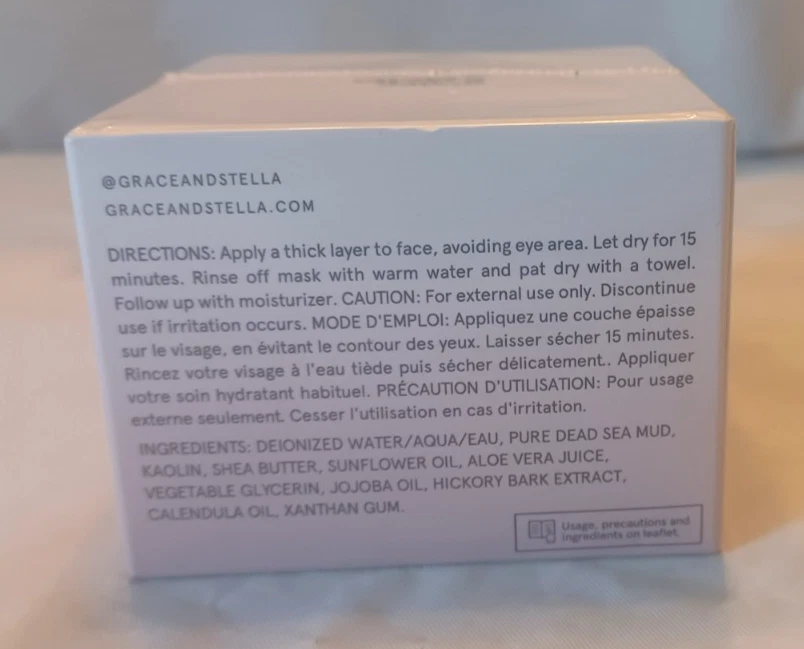 @GRACEANDSTELLA
GRACEANDSTELLA.COM
DIRECTIONS: Apply a thick layer to face, avoiding eye area. Let dry for 15
minutes. Rinse off mask with warm water and pat dry with a towel.
Follow up with moisturizer. CAUTION: For external use only. Discontinue
use if irritation occurs. MODE D'EMPLOI: Appliquez une couche épaisse
sur le visage, en évitant le contour des yeux. Laisser sécher 15 minutes.
Rincez votre visage à l'eau tiède puis sécher délicatement.. Appliquer
votre soin hydratant habituel. PRÉCAUTION D'UTILISATION: Pour usage
externe seulement. Cesser l'utilisation en cas d'irritation.
INGREDIENTS: DEIONIZED WATER/AQUA/EAU, PURE DEAD SEA MUD,
KAOLIN, SHEA BUTTER, SUNFLOWER OIL, ALOE VERA JUICE,
VEGETABLE GLYCERIN, JOJOBA OIL, HICKORY BARK EXTRACT,
CALENDULA OIL, XANTHAN GUM.
Usage, precautions and
ingredients on leaflet.